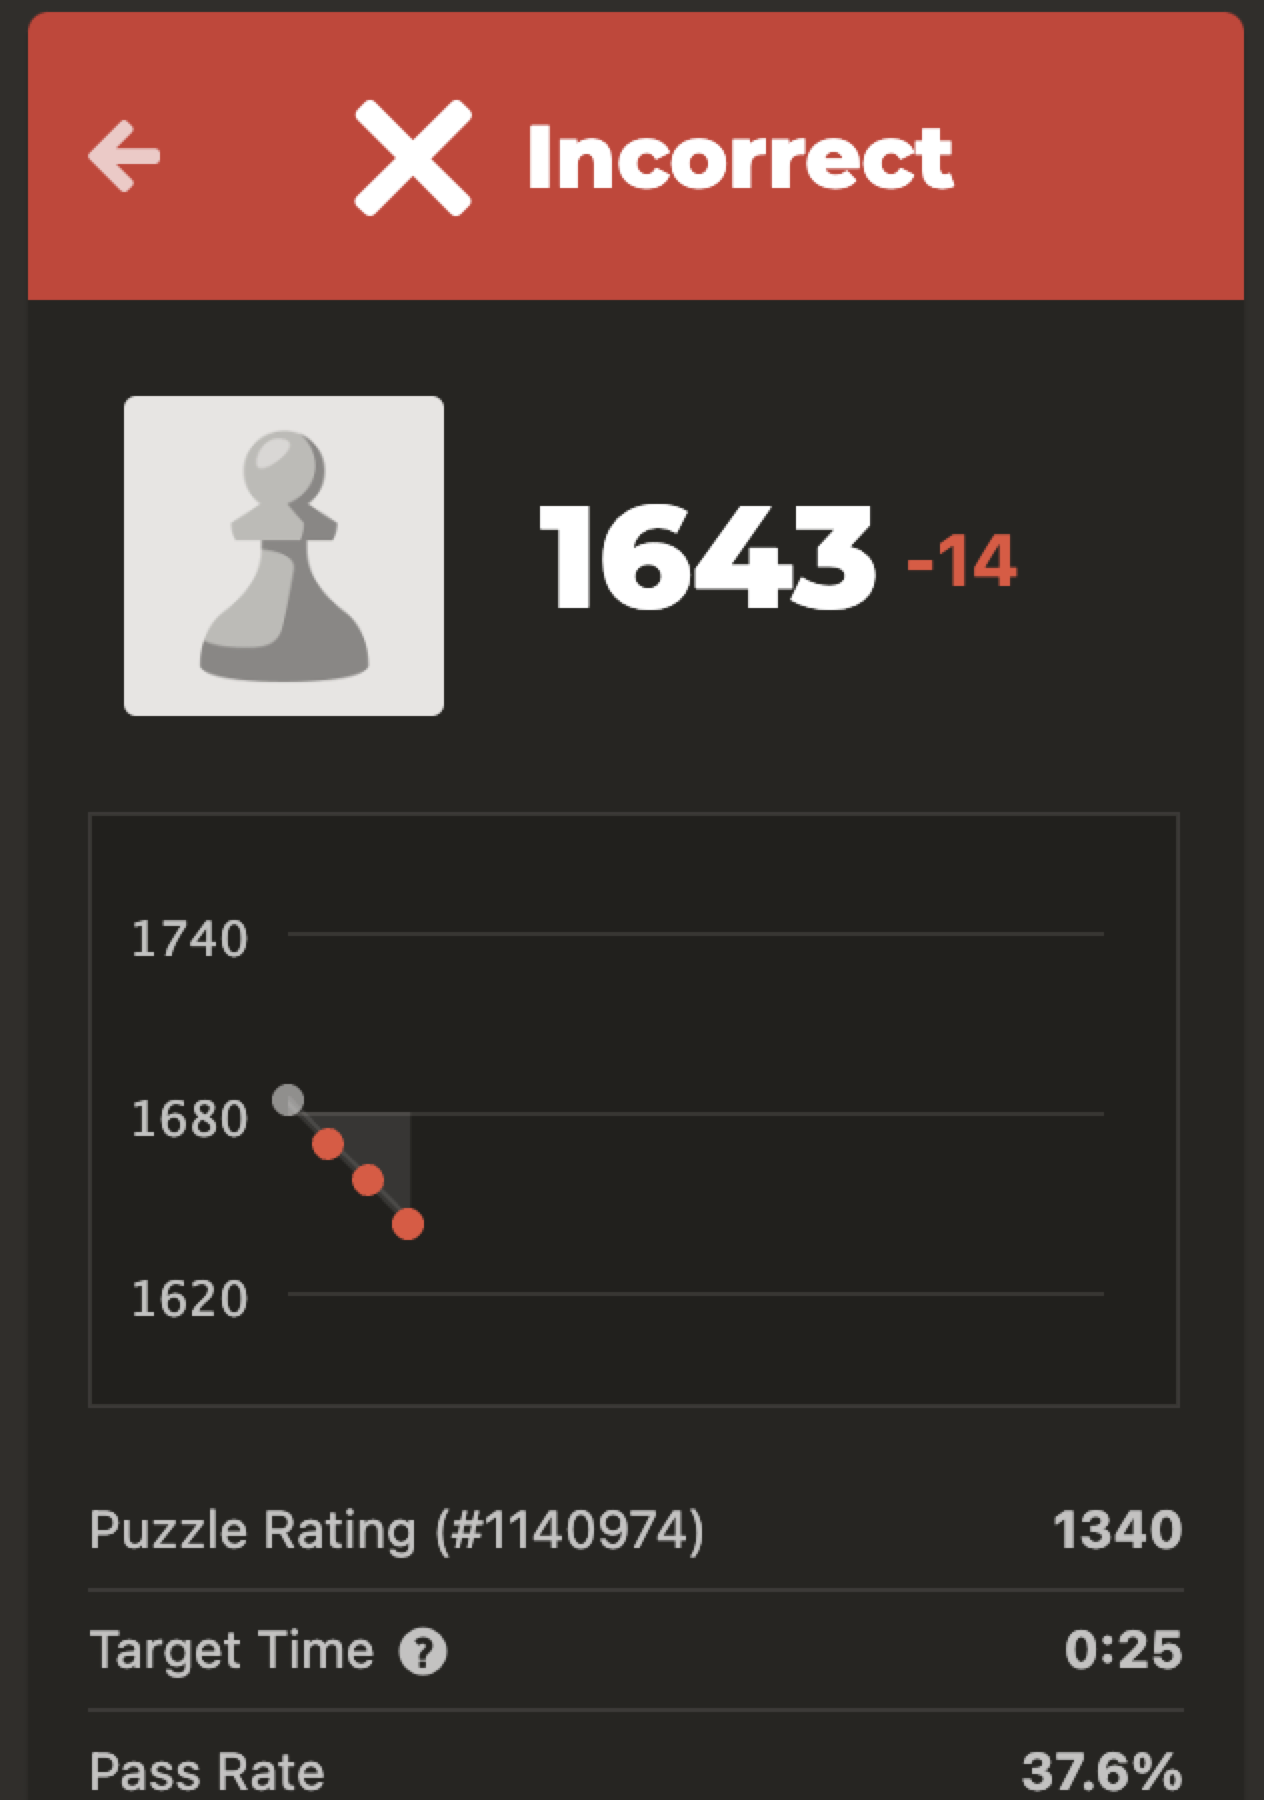 Incorrect
1643 -14
1740
1680
1620
Puzzle Rating (#1140974) 1340
Target Time ? 0:25
Pass Rate 37.6%